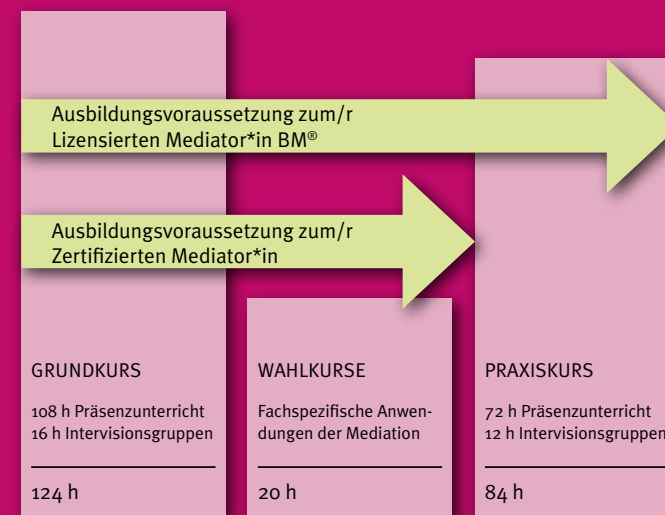 Ausbildungsvoraussetzung zum/r
Lizensierten Mediator*in BM®
Ausbildungsvoraussetzung zum/r
Zertifizierten Mediator*in
GRUNDKURS
108 h Präsenzunterricht
16 h Intervisionsgruppen
124 h
WAHLKURSE
Fachspezifische Anwen-
dungen der Mediation
20 h
PRAXISKURS
72 h Präsenzunterricht
12 h Intervisionsgruppen
84 h